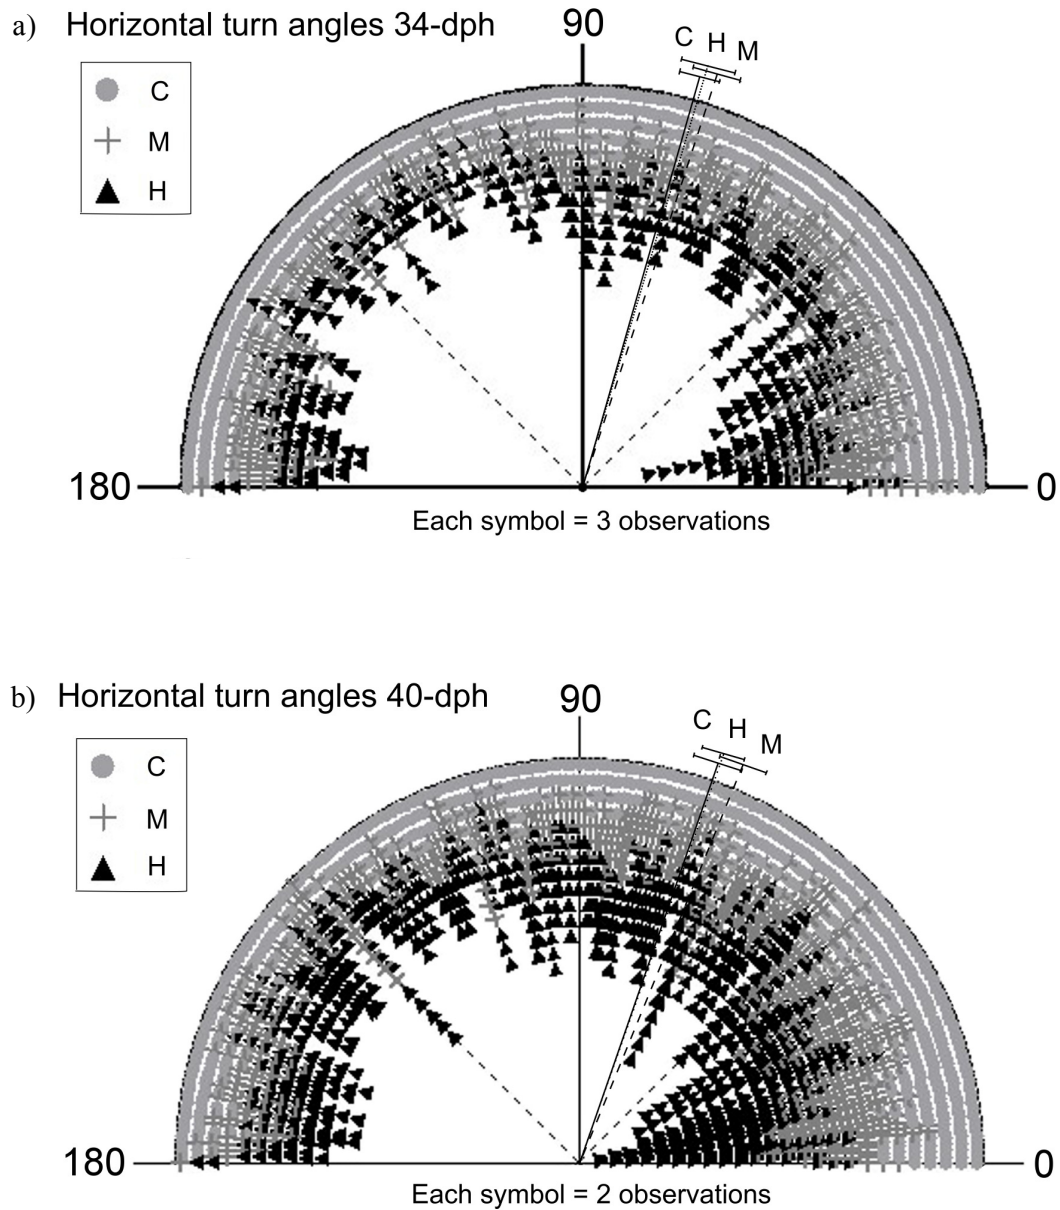 a) Horizontal turn angles 34-dph
90
C H M
C
M
H
180
0
Each symbol = 3 observations
b) Horizontal turn angles 40-dph
90
C H M
C
M
H
180
0
Each symbol = 2 observations